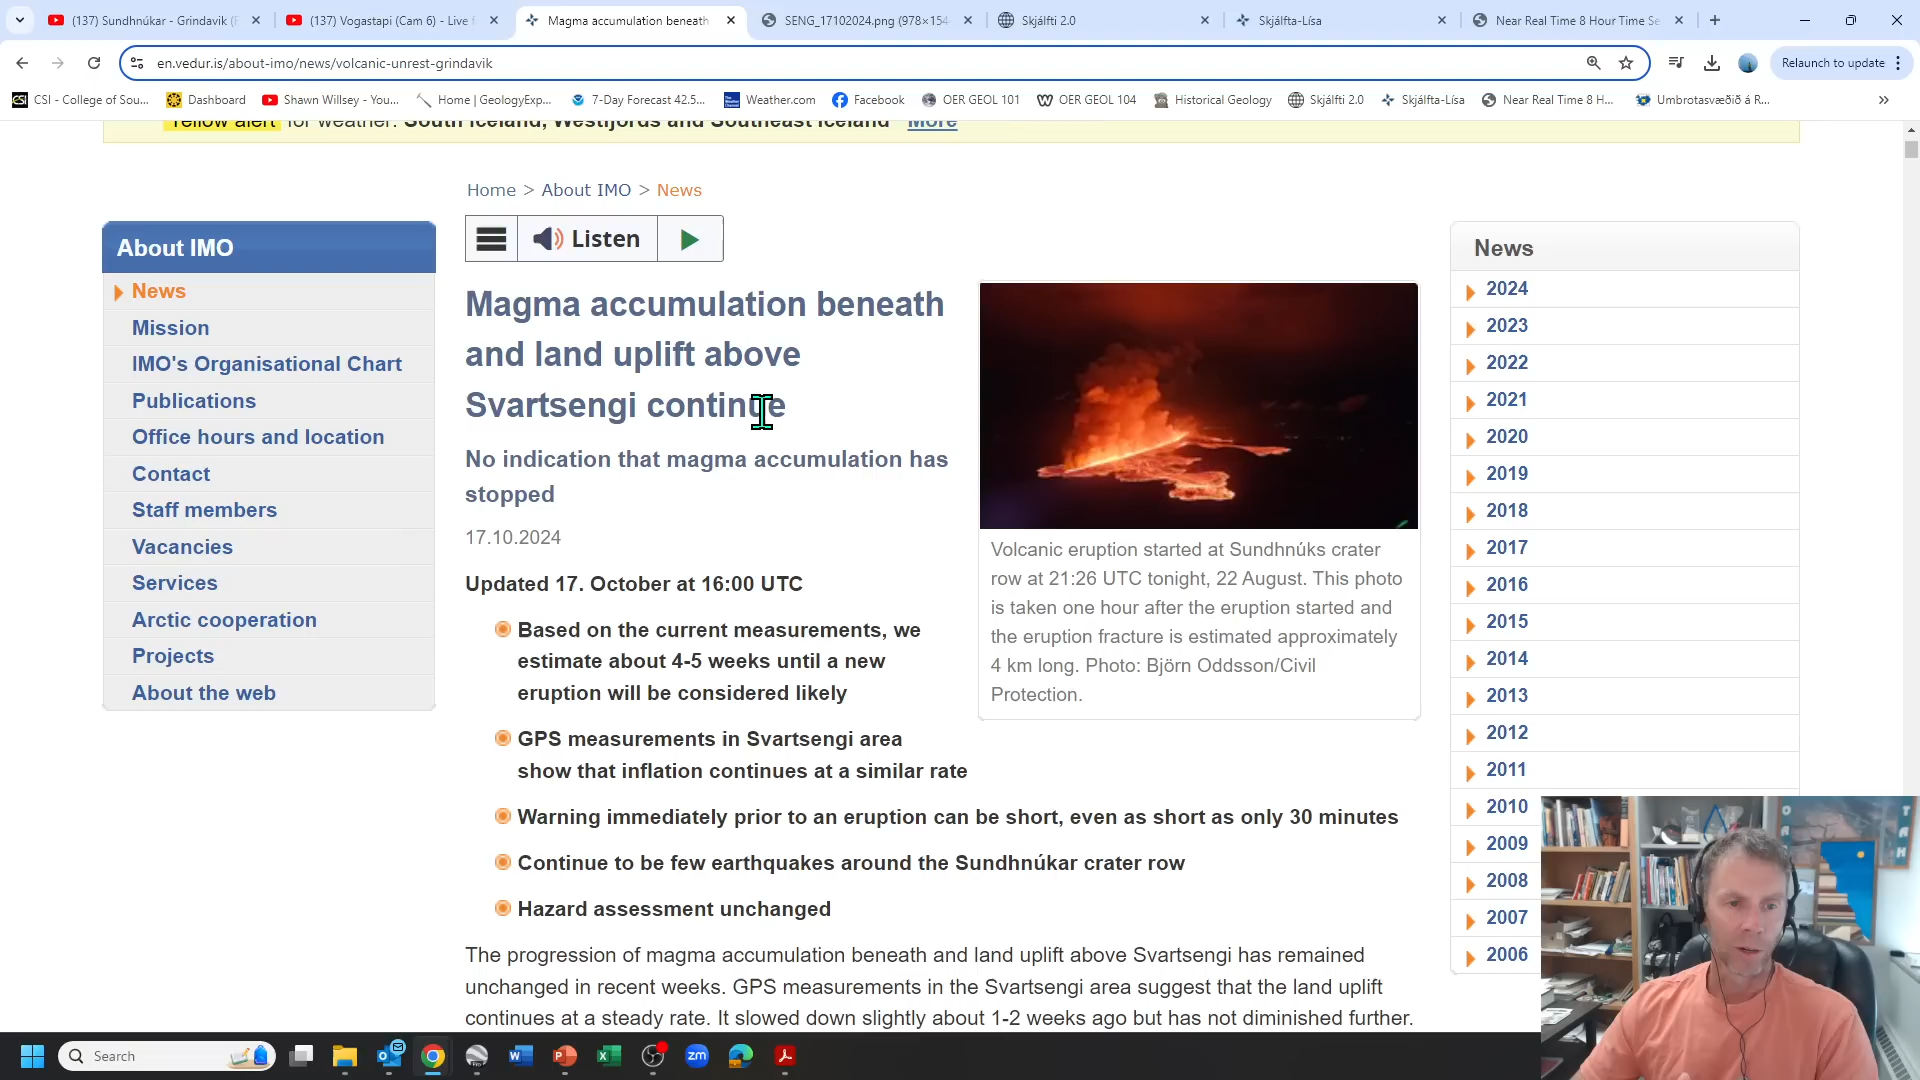 (137) Sundhnúkar - Grindavik (F
(137) Vogastapi (Cam 6) - Live f
Magma accumulation beneath
SENG_17102024.png (978×154
Skjálfti 2.0
Skjálfta-Lísa
Near Real Time 8 Hour Time Se
en.vedur.is/about-imo/news/volcanic-unrest-grindavik
Relaunch to update
CSI - College of Sou...
Dashboard
Shawn Willsey - You...
Home | GeologyExp...
7-Day Forecast 42.5...
Weather.com
Facebook
OER GEOL 101
OER GEOL 104
Historical Geology
Skjálfti 2.0
Skjálfta-Lísa
Near Real Time 8 H...
Umbrotasvæðið á R...
Yellow alert for weather: South Iceland, Westfjords and Southeast Iceland More
Home > About IMO > News
Listen
About IMO
News
Mission
IMO's Organisational Chart
Publications
Office hours and location
Contact
Staff members
Vacancies
Services
Arctic cooperation
Projects
About the web
Magma accumulation beneath
and land uplift above
Svartsengi continue
No indication that magma accumulation has
stopped
17.10.2024
Updated 17. October at 16:00 UTC
Based on the current measurements, we
estimate about 4-5 weeks until a new
eruption will be considered likely
GPS measurements in Svartsengi area
show that inflation continues at a similar rate
Warning immediately prior to an eruption can be short, even as short as only 30 minutes
Continue to be few earthquakes around the Sundhnúkar crater row
Hazard assessment unchanged
The progression of magma accumulation beneath and land uplift above Svartsengi has remained
unchanged in recent weeks. GPS measurements in the Svartsengi area suggest that the land uplift
continues at a steady rate. It slowed down slightly about 1-2 weeks ago but has not diminished further.
Volcanic eruption started at Sundhnúks crater
row at 21:26 UTC tonight, 22 August. This photo
is taken one hour after the eruption started and
the eruption fracture is estimated approximately
4 km long. Photo: Björn Oddsson/Civil
Protection.
News
2024
2023
2022
2021
2020
2019
2018
2017
2016
2015
2014
2013
2012
2011
2010
2009
2008
2007
2006
Search